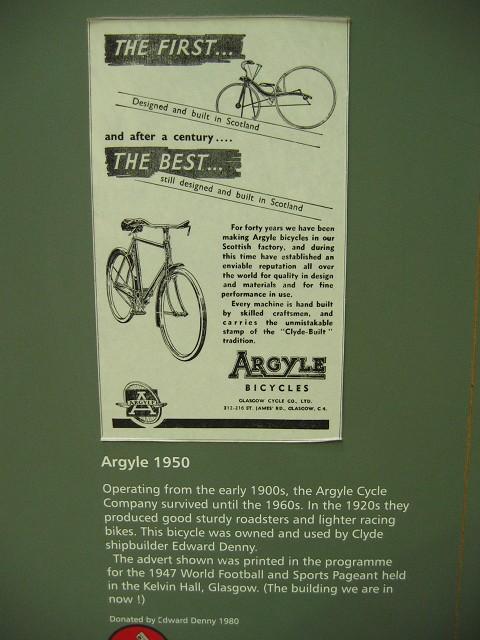 THE FIRST...
Designed and built in Scotland
and after a century....
THE BEST...
still designed and built in Scotland
For forty years we have been
making Argyle bicycles in our
Scottish factory, and during
this time have established an
enviable reputation all over
the world for quality in design
and materials and for fine
performance in use.
Every machine is hand built
by skilled craftsmen, and
carries the unmistakable
stamp of the "Clyde-Built"
tradition.
ARGYLE
BICYCLES
GLASGOW CYCLE CO., LTD.
212-216 ST. JAMES' RD., GLASGOW, C.4.
ARGYLE
Argyle 1950
Operating from the early 1900s, the Argyle Cycle
Company survived until the 1960s. In the 1920s they
produced good sturdy roadsters and lighter racing
bikes. This bicycle was owned and used by Clyde
shipbuilder Edward Denny.
The advert shown was printed in the programme
for the 1947 World Football and Sports Pageant held
in the Kelvin Hall, Glasgow. (The building we are in
now !)
Donated by Edward Denny 1980